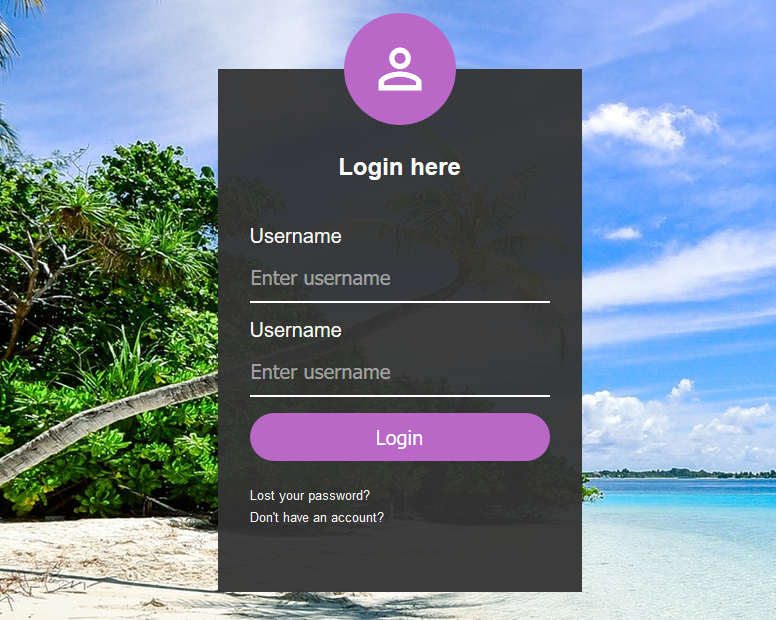 Login here
Username
Enter username
Username
Enter username
Login
Lost your password?
Don't have an account?